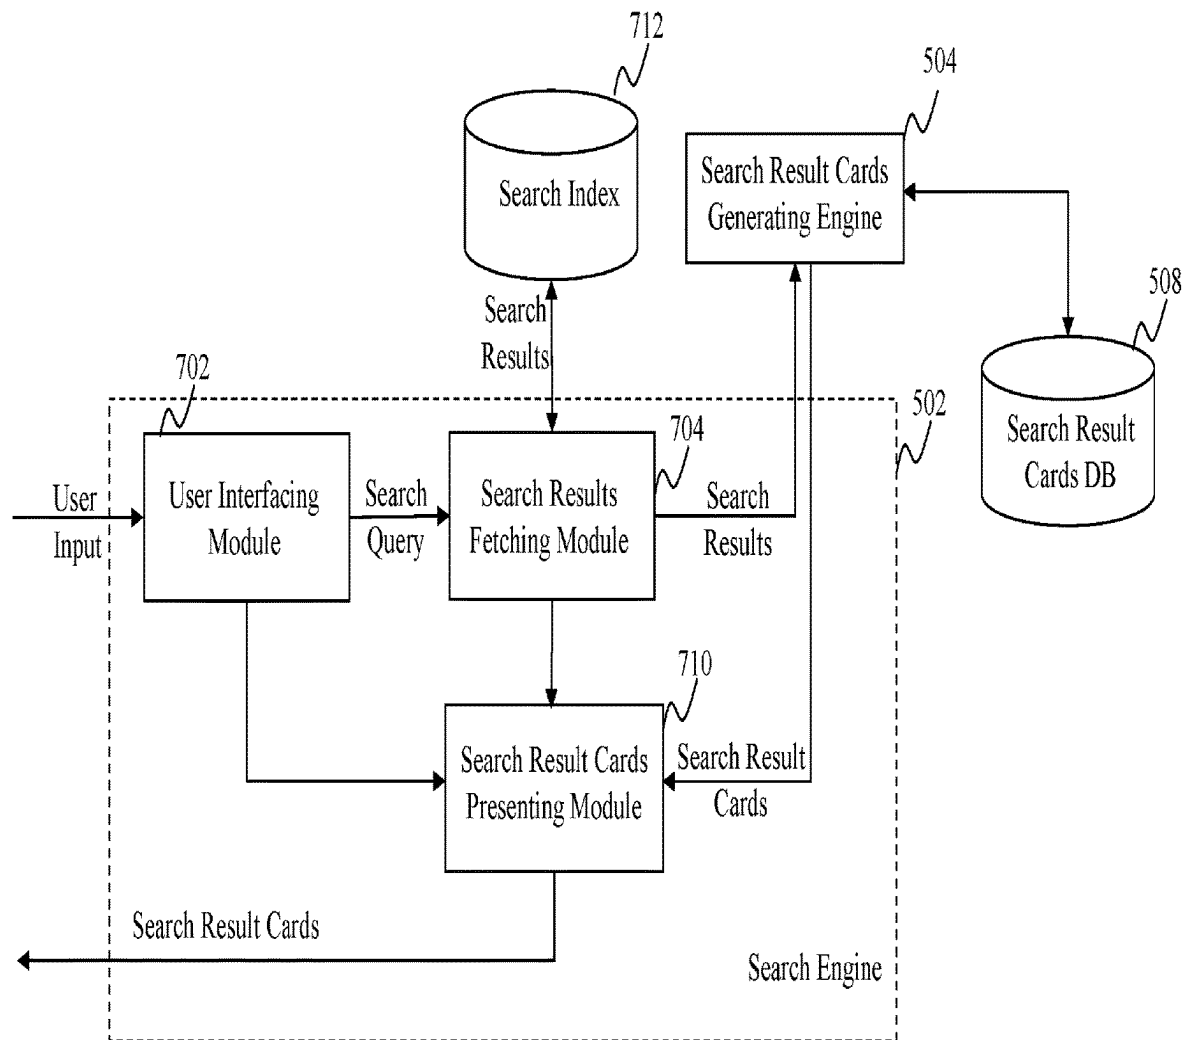 712
504
Search Index
Search Result Cards
Generating Engine
508
Search
Results
702
704
502
Search Result
Cards DB
User
Input
User Interfacing
Module
Search
Query
Search Results
Fetching Module
Search
Results
710
Search Result Cards
Presenting Module
Search Result
Cards
Search Result Cards
Search Engine